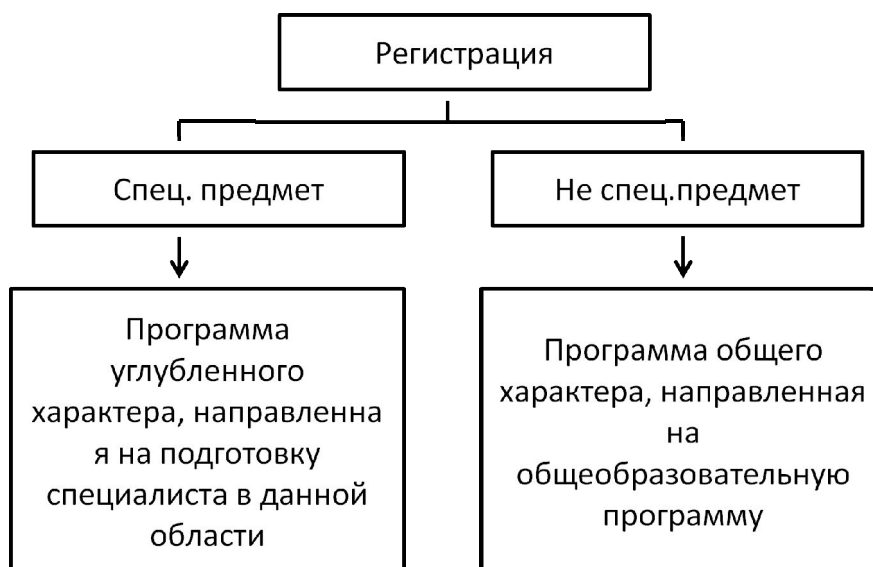 Регистрация
Спец. предмет
Не спец.предмет
Программа
углубленного
характера, направленна
я на подготовку
специалиста в данной
области
Программа общего
характера, направленная
на
общеобразовательную
программу